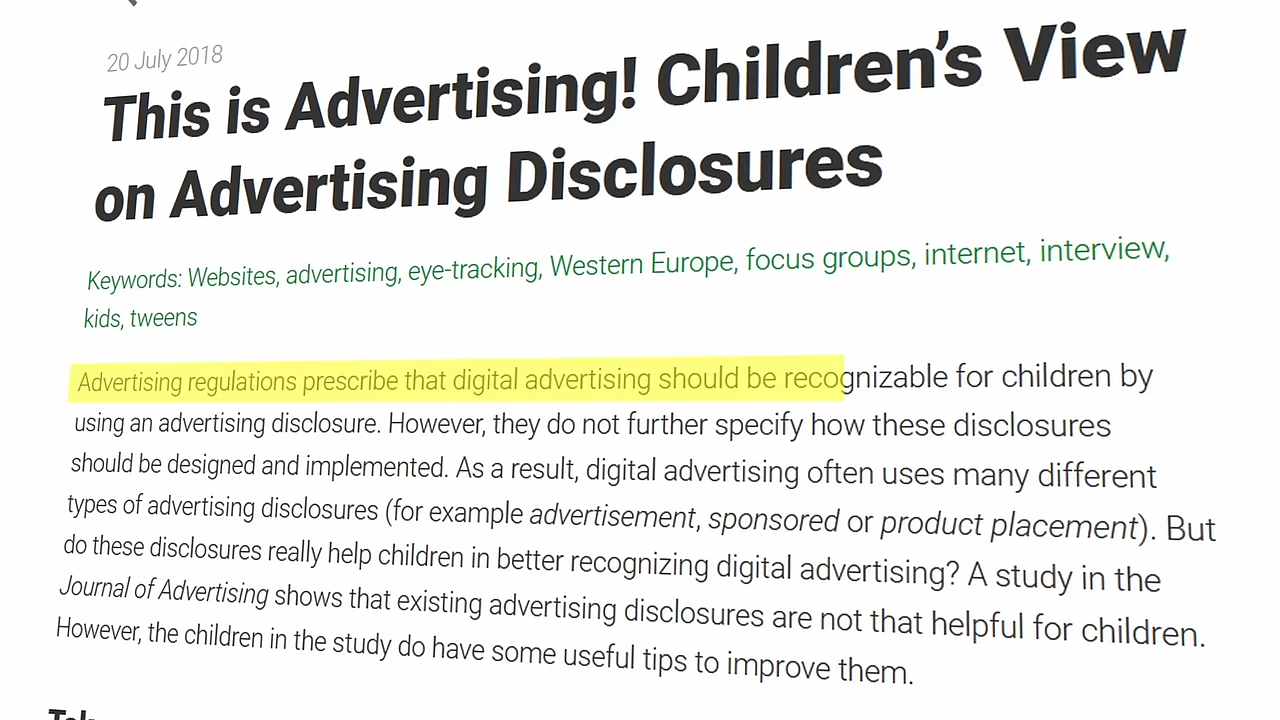 20 July 2018
This is Advertising! Children's View
on Advertising Disclosures
Keywords: Websites, advertising, eye-tracking, Western Europe, focus groups, internet, interview,
kids, tweens
Advertising regulations prescribe that digital advertising should be recognizable for children by
using an advertising disclosure. However, they do not further specify how these disclosures
should be designed and implemented. As a result, digital advertising often uses many different
types of advertising disclosures (for example advertisement, sponsored or product placement). But
do these disclosures really help children in better recognizing digital advertising? A study in the
Journal of Advertising shows that existing advertising disclosures are not that helpful for children.
However, the children in the study do have some useful tips to improve them.